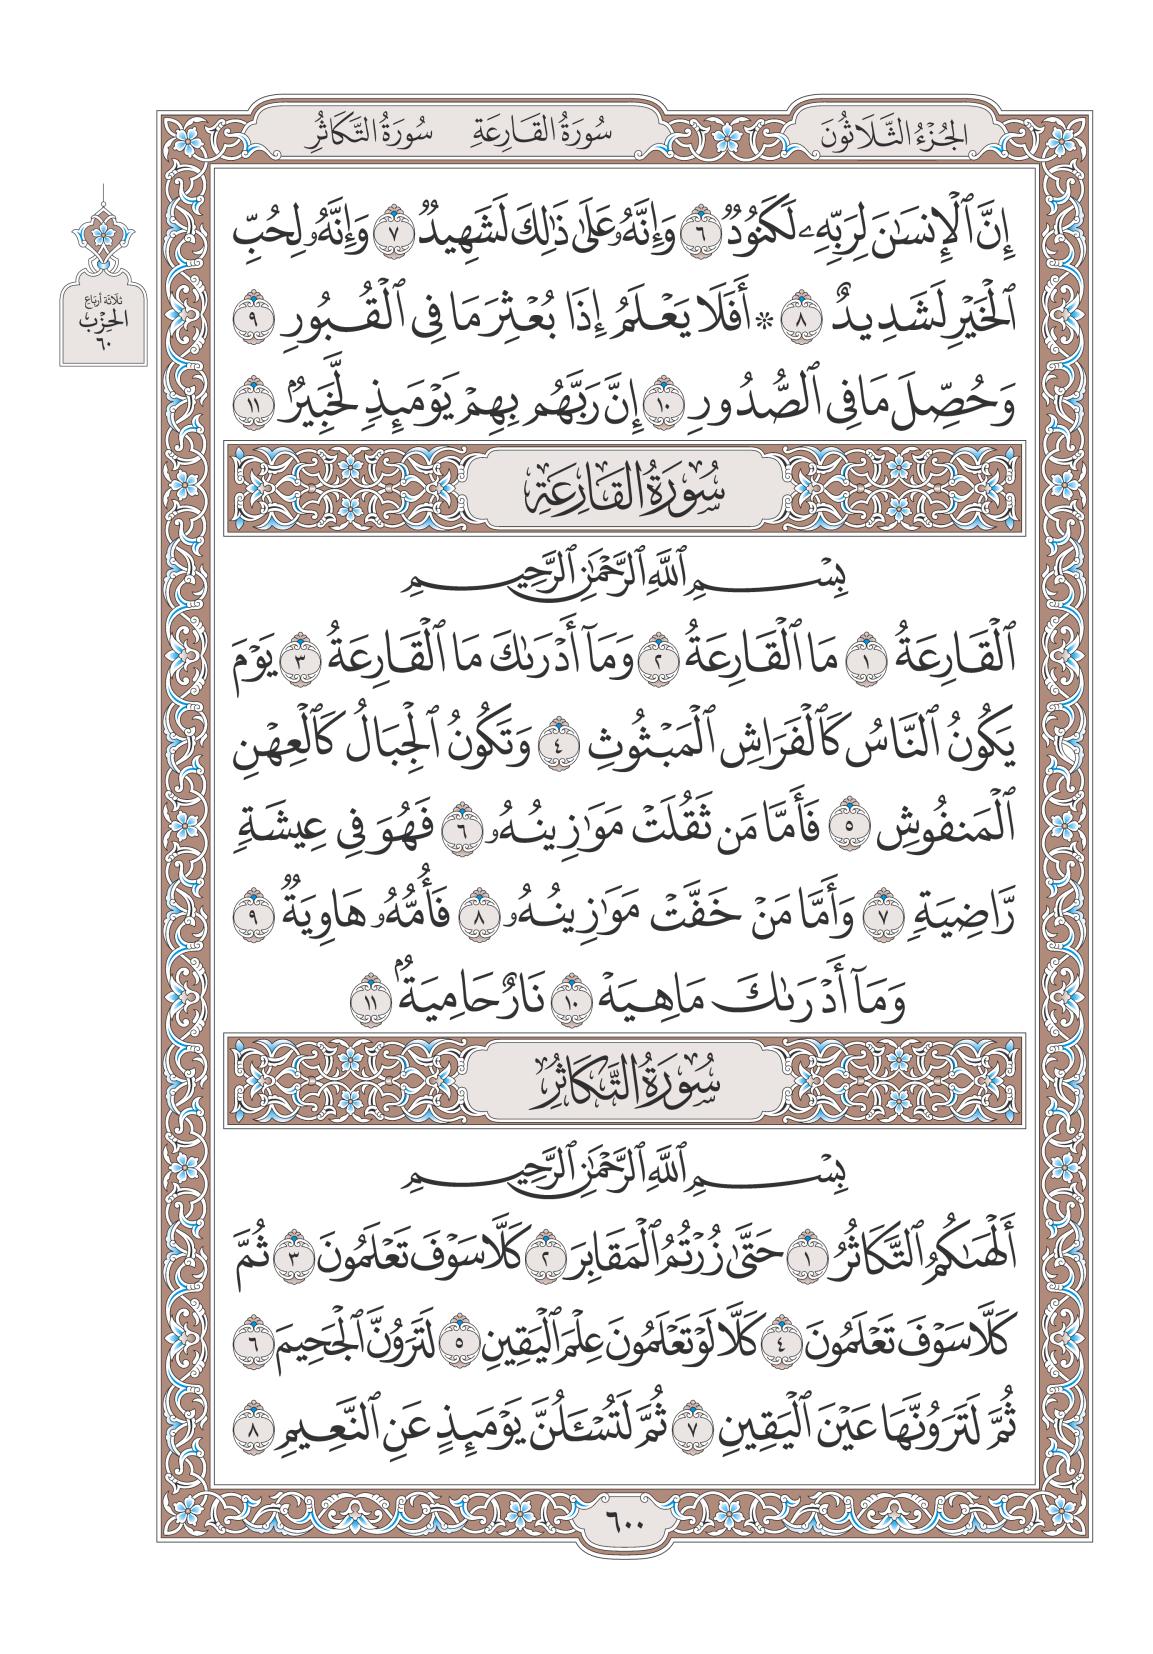 الجُزْءُ الثَّلَاثُونَ
سُورَةُ القَارِعَةِ سُورَةُ التَّكَاثُرِ
إِنَّ ٱلۡإِنسَٰنَ لِرَبِّهِۦ لَكَنُودٞ ٦ وَإِنَّهُۥ عَلَىٰ ذَٰلِكَ لَشَهِيدٞ ٧ وَإِنَّهُۥ لِحُبِّ
ٱلۡخَيۡرِ لَشَدِيدٌ ٨ ۞ أَفَلَا يَعۡلَمُ إِذَا بُعۡثِرَ مَا فِي ٱلۡقُبُورِ ٩
وَحُصِّلَ مَا فِي ٱلصُّدُورِ ١٠ إِنَّ رَبَّهُم بِهِمۡ يَوۡمَئِذٖ لَّخَبِيرُۢ ١١
ثلاثة أرباع
الحِزْب
٦٠
سُورَةُ القَارِعَةِ
بِسۡمِ ٱللَّهِ ٱلرَّحۡمَٰنِ ٱلرَّحِيمِ
ٱلۡقَارِعَةُ ١ مَا ٱلۡقَارِعَةُ ٢ وَمَآ أَدۡرَىٰكَ مَا ٱلۡقَارِعَةُ ٣ يَوۡمَ
يَكُونُ ٱلنَّاسُ كَٱلۡفَرَاشِ ٱلۡمَبۡثُوثِ ٤ وَتَكُونُ ٱلۡجِبَالُ كَٱلۡعِهۡنِ
ٱلۡمَنفُوشِ ٥ فَأَمَّا مَن ثَقُلَتۡ مَوَٰزِينُهُۥ ٦ فَهُوَ فِي عِيشَةٖ
رَّاضِيَةٖ ٧ وَأَمَّا مَنۡ خَفَّتۡ مَوَٰزِينُهُۥ ٨ فَأُمُّهُۥ هَاوِيَةٞ ٩
وَمَآ أَدۡرَىٰكَ مَا هِيَهۡ ١٠ نَارٌ حَامِيَةُۢ ١١
سُورَةُ التَّكَاثُرِ
بِسۡمِ ٱللَّهِ ٱلرَّحۡمَٰنِ ٱلرَّحِيمِ
أَلۡهَىٰكُمُ ٱلتَّكَاثُرُ ١ حَتَّىٰ زُرۡتُمُ ٱلۡمَقَابِرَ ٢ كَلَّا سَوۡفَ تَعۡلَمُونَ ٣ ثُمَّ
كَلَّا سَوۡفَ تَعۡلَمُونَ ٤ كَلَّا لَوۡ تَعۡلَمُونَ عِلۡمَ ٱلۡيَقِينِ ٥ لَتَرَوُنَّ ٱلۡجَحِيمَ ٦
ثُمَّ لَتَرَوُنَّهَا عَيۡنَ ٱلۡيَقِينِ ٧ ثُمَّ لَتُسۡـَٔلُنَّ يَوۡمَئِذٍ عَنِ ٱلنَّعِيمِ ٨
٦٠٠